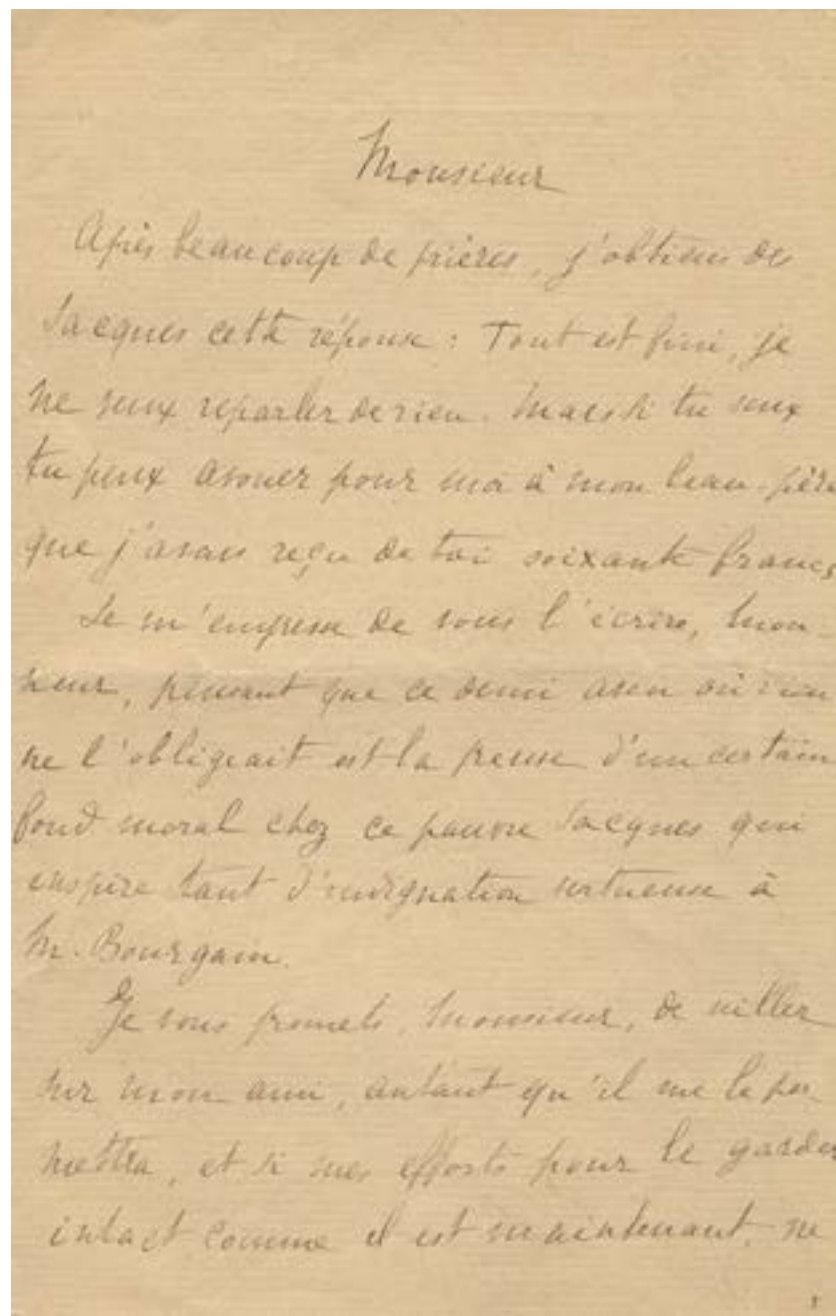 Monsieur
Après beaucoup de prières, j'obtiens de
Jacques cette réponse : Tout est fini, je
ne veux reparler de rien. Mais si tu veux
tu peux avouer pour moi à mon beau-père
que j'avais reçu de toi soixante francs
Je m'empresse de vous l'écrire, Mon-
sieur, pensant que ce demi aveu où rien
ne l'obligeait est la preuve d'un certain
fond moral chez ce pauvre Jacques qui
inspire tant d'indignation vertueuse à
M. Bourgain.
Je vous promets, Monsieur, de veiller
sur mon ami, autant qu'il me le per-
mettra, et si mes efforts pour le garder
intact comme il est maintenant, ne